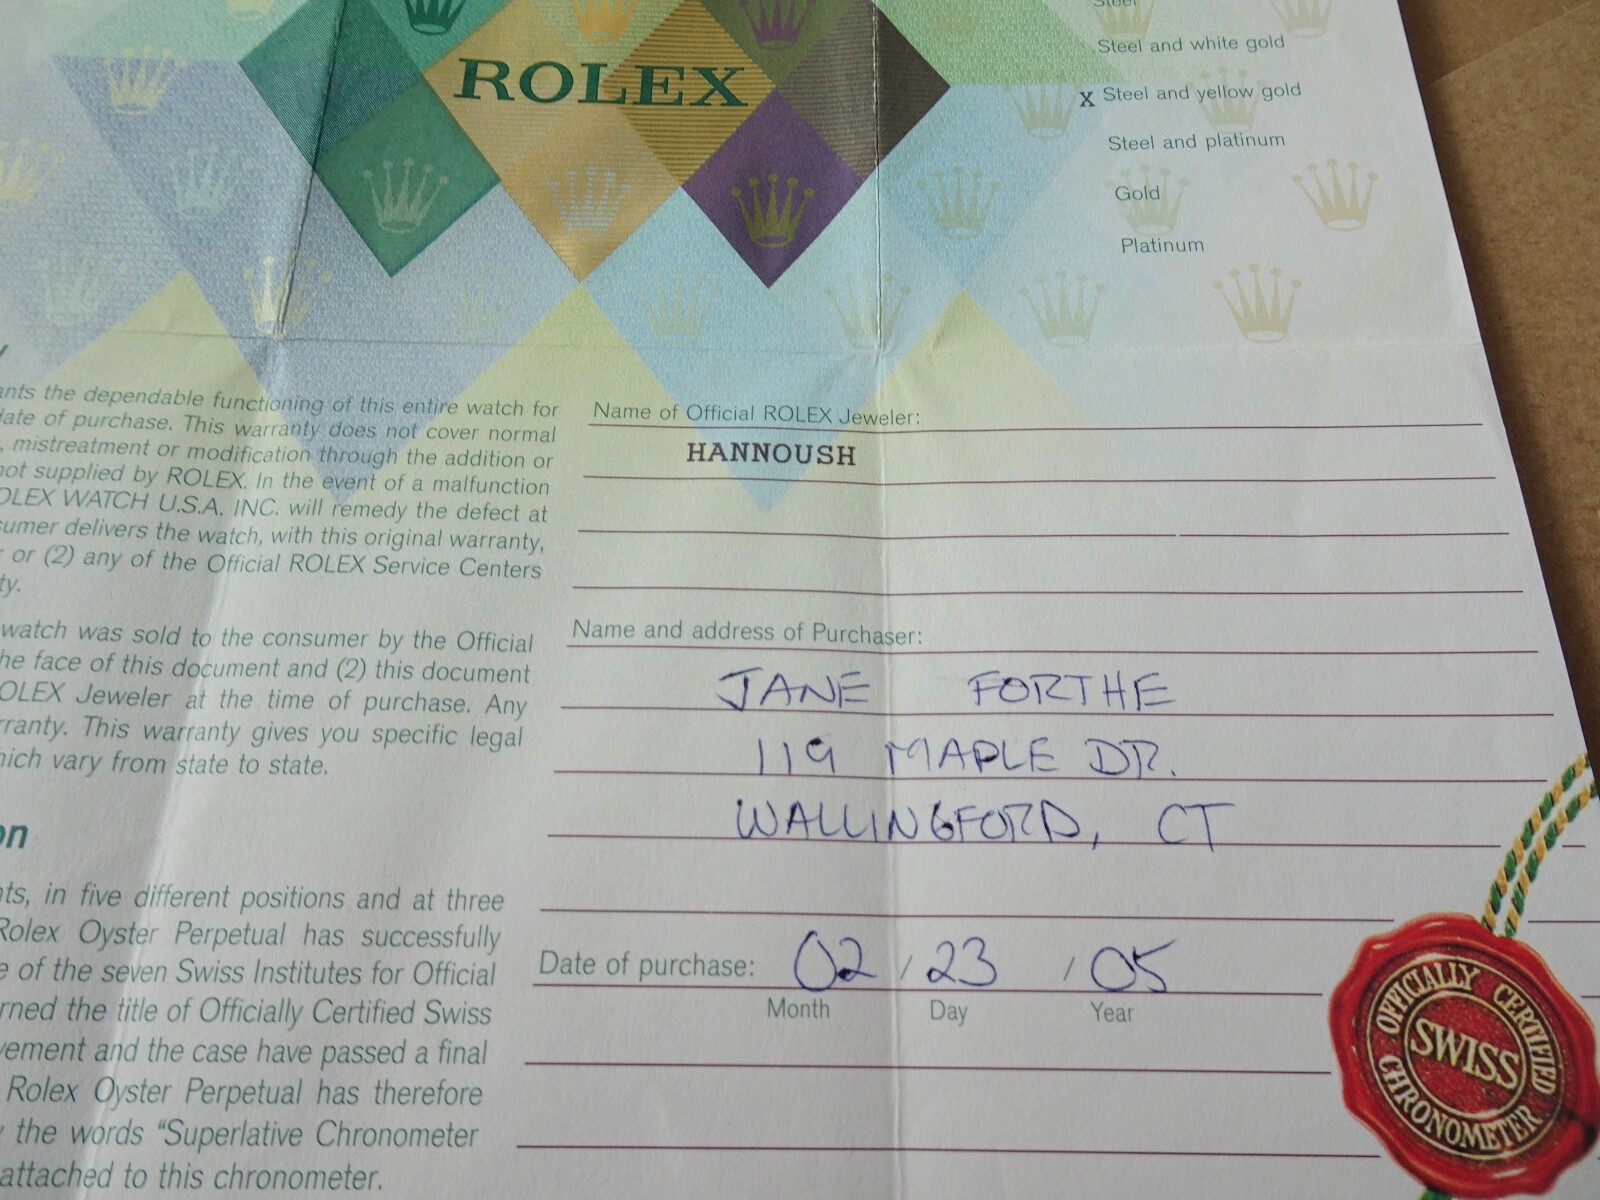 ROLEX
Steel
Steel and white gold
X Steel and yellow gold
Steel and platinum
Gold
Platinum
ants the dependable functioning of this entire watch for
date of purchase. This warranty does not cover normal
, mistreatment or modification through the addition or
not supplied by ROLEX. In the event of a malfunction
OLEX WATCH U.S.A. INC. will remedy the defect at
sumer delivers the watch, with this original warranty,
r or (2) any of the Official ROLEX Service Centers
ty.
watch was sold to the consumer by the Official
he face of this document and (2) this document
OLEX Jeweler at the time of purchase. Any
rranty. This warranty gives you specific legal
hich vary from state to state.
on
nts, in five different positions and at three
Rolex Oyster Perpetual has successfully
e of the seven Swiss Institutes for Official
rned the title of Officially Certified Swiss
vement and the case have passed a final
Rolex Oyster Perpetual has therefore
y the words “Superlative Chronometer
attached to this chronometer.
Name of Official ROLEX Jeweler:
HANNOUSH
Name and address of Purchaser:
JANE FORTHE
119 MAPLE DR.
WALLINGFORD, CT
Date of purchase: 02 / 23 / 05
Month Day Year
OFFICIALLY CERTIFIED
SWISS
CHRONOMETER